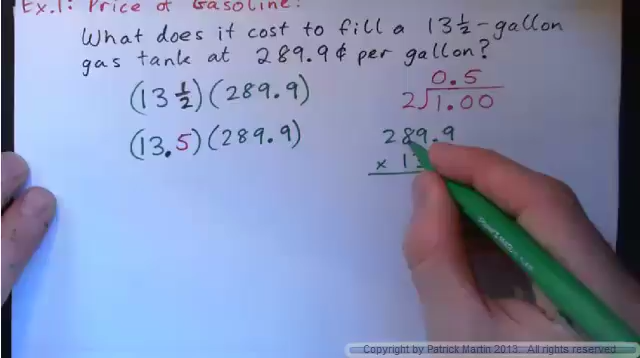 Ex.1: Price of Gasoline:
What does it cost to fill a 13½-gallon
gas tank at 289.9¢ per gallon?
(13 ½)(289.9)
(13.5)(289.9)
0.5
2)1.00
289.9
× 13
Copyright by Patrick Martin 2013. All rights reserved